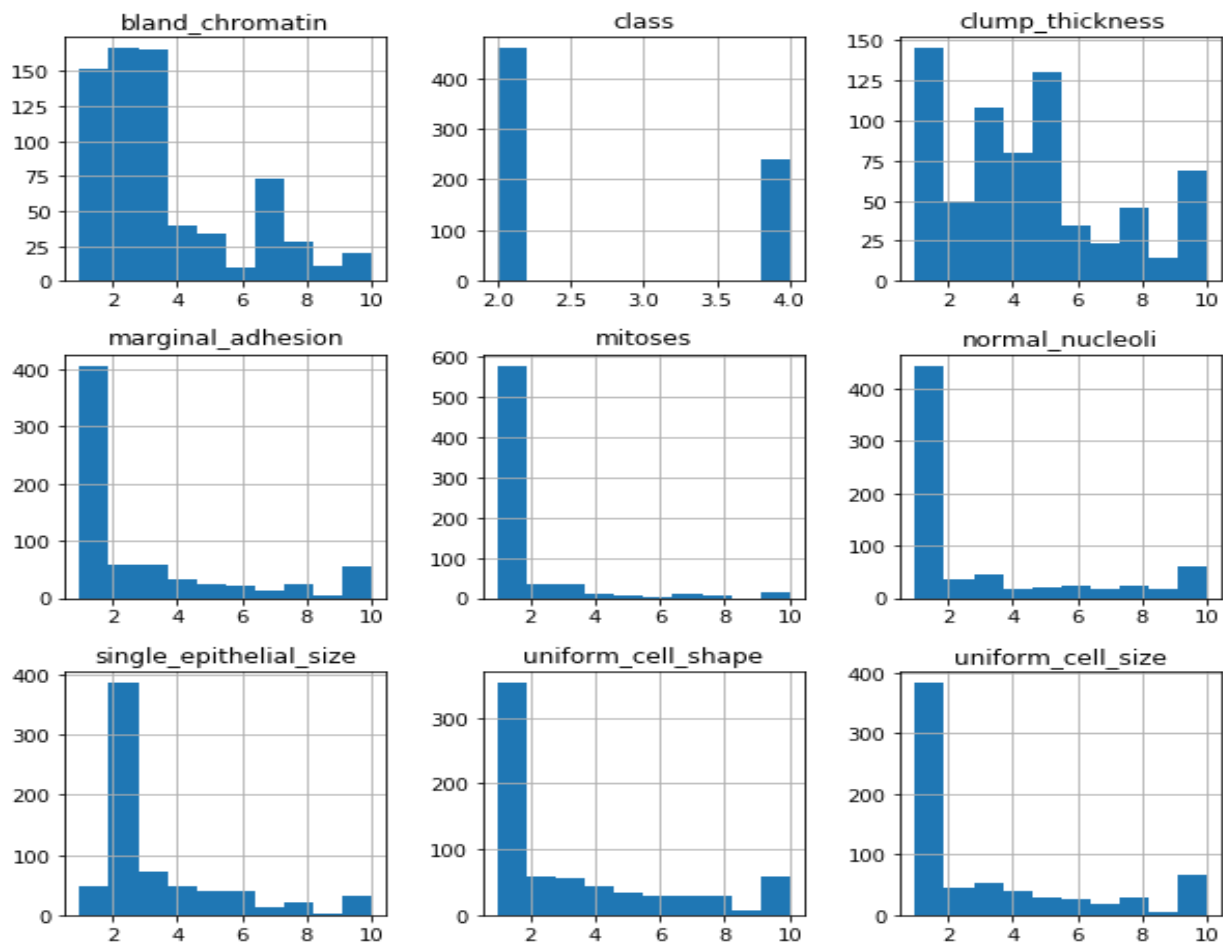 bland_chromatin
150
125
100
75
50
25
0
2 4 6 8 10
class
400
300
200
100
0
2.0 2.5 3.0 3.5 4.0
clump_thickness
150
125
100
75
50
25
0
2 4 6 8 10
marginal_adhesion
400
300
200
100
0
2 4 6 8 10
mitoses
600
500
400
300
200
100
0
2 4 6 8 10
normal_nucleoli
400
300
200
100
0
2 4 6 8 10
single_epithelial_size
400
300
200
100
0
2 4 6 8 10
uniform_cell_shape
300
200
100
0
2 4 6 8 10
uniform_cell_size
400
300
200
100
0
2 4 6 8 10